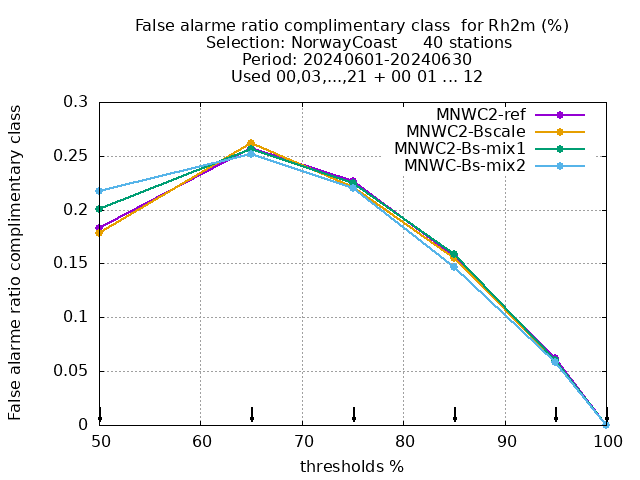 False alarme ratio complimentary class  for Rh2m (%)
Selection: NorwayCoast     40 stations
Period: 20240601-20240630
Used 00,03,...,21 + 00 01 ... 12
False alarme ratio complimentary class
0.3
0.25
0.2
0.15
0.1
0.05
0
MNWC2-ref
MNWC2-Bscale
MNWC2-Bs-mix1
MNWC-Bs-mix2
50 60 70 80 90 100
thresholds %